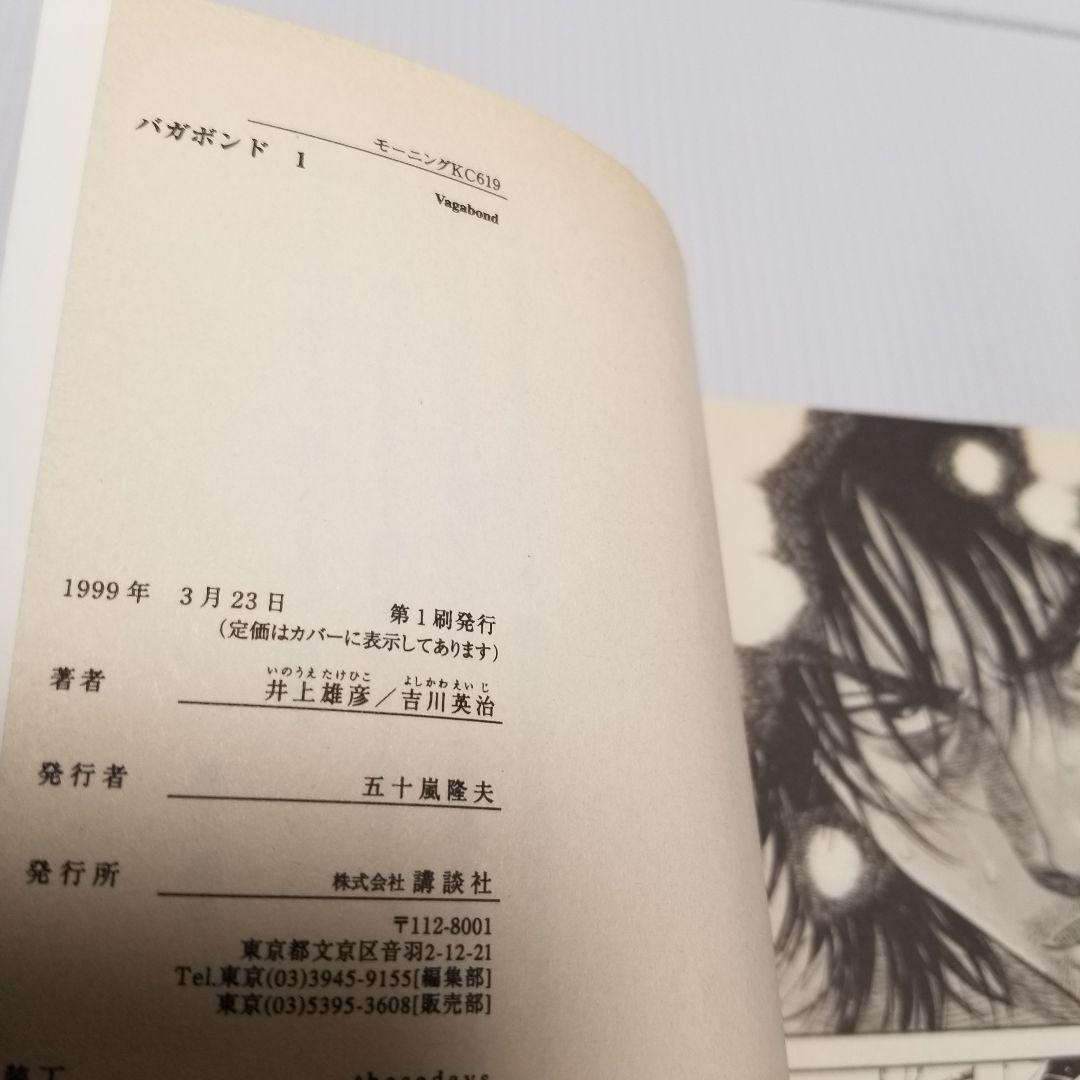 モーニングKC619
バガボンド 1
Vagabond
1999年 3月23日 第1刷発行
(定価はカバーに表示してあります)
いのうえ たけひこ よしかわ えい じ
著者 井上雄彦/吉川英治
発行者 五十嵐隆夫
発行所 株式会社 講談社
〒112-8001
東京都文京区音羽2-12-21
Tel.東京(03)3945-9155[編集部]
東京(03)5395-3608[販売部]